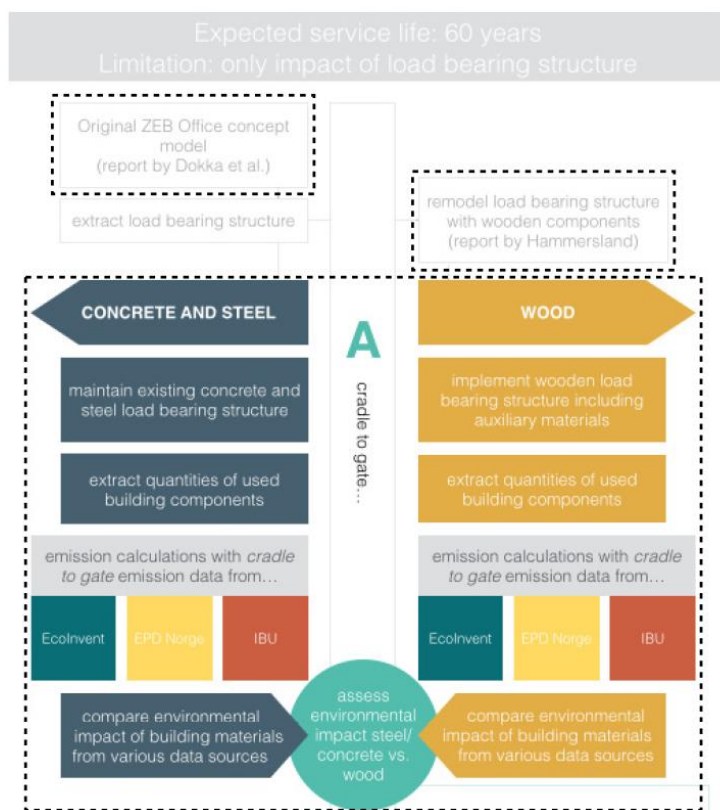 Expected service life: 60 years
Limitation: only impact of load bearing structure
Original ZEB Office concept
model
(report by Dokka et al.)
extract load bearing structure
remodel load bearing structure
with wooden components
(report by Hammersland)
CONCRETE AND STEEL
A
WOOD
cradle to gate...
maintain existing concrete and
steel load bearing structure
implement wooden load
bearing structure including
auxiliary materials
extract quantities of used
building components
extract quantities of used
building components
emission calculations with cradle
to gate emission data from...
emission calculations with cradle
to gate emission data from...
EcoInvent
EPD Norge
IBU
EcoInvent
EPD Norge
IBU
compare environmental
impact of building materials
from various data sources
assess
environmental
impact steel/
concrete vs.
wood
compare environmental
impact of building materials
from various data sources